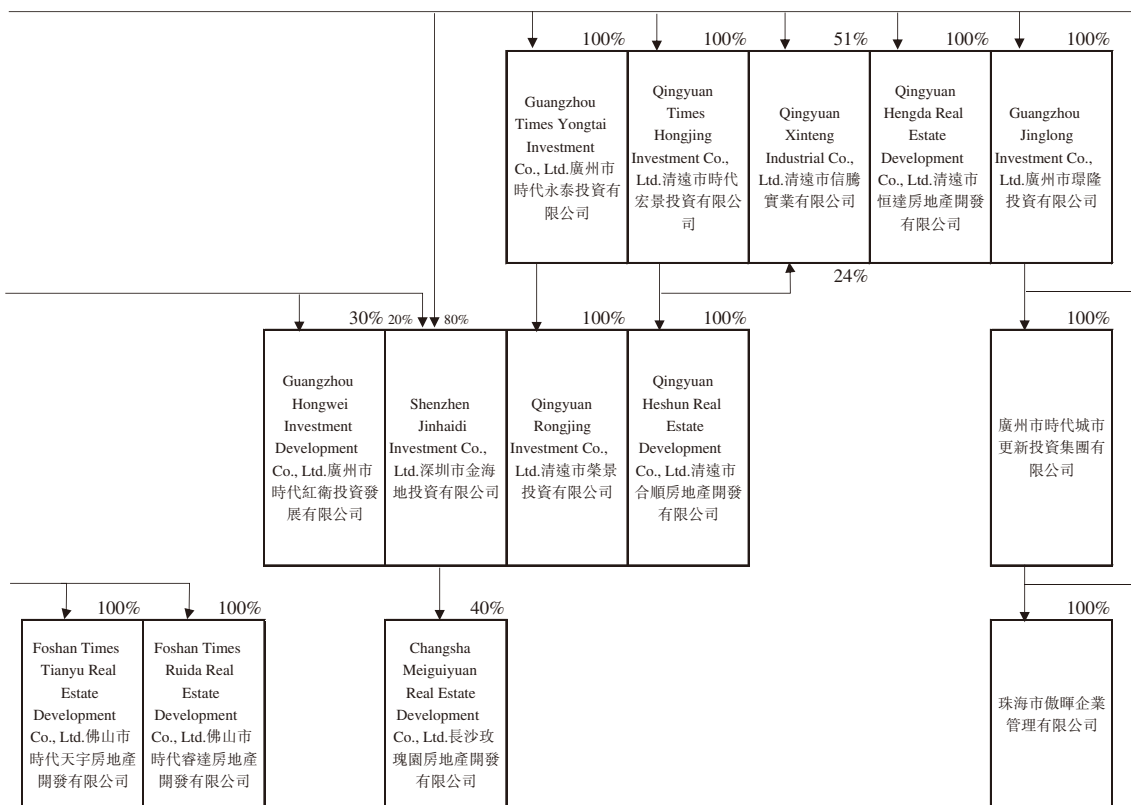 100%
100%
51%
100%
100%
Guangzhou
Times Yongtai
Investment
Co., Ltd.廣州市
時代永泰投資有
限公司
Qingyuan
Times
Hongjing
Investment Co.,
Ltd.清遠市時代
宏景投資有限公
司
Qingyuan
Xinteng
Industrial Co.,
Ltd.清遠市信騰
實業有限公司
Qingyuan
Hengda Real
Estate
Development
Co., Ltd.清遠市
恒達房地產開發
有限公司
Guangzhou
Jinglong
Investment Co.,
Ltd.廣州市璟隆
投資有限公司
24%
30%
20%
80%
100%
100%
100%
Guangzhou
Hongwei
Investment
Development
Co., Ltd.廣州市
時代紅衛投資發
展有限公司
Shenzhen
Jinhaidi
Investment Co.,
Ltd.深圳市金海
地投資有限公司
Qingyuan
Rongjing
Investment Co.,
Ltd.清遠市榮景
投資有限公司
Qingyuan
Heshun Real
Estate
Development
Co., Ltd.清遠市
合順房地產開發
有限公司
廣州市時代城市
更新投資集團有
限公司
100%
100%
40%
100%
Foshan Times
Tianyu Real
Estate
Development
Co., Ltd.佛山市
時代天宇房地產
開發有限公司
Foshan Times
Ruida Real
Estate
Development
Co., Ltd.佛山市
時代睿達房地產
開發有限公司
Changsha
Meiguiyuan
Real Estate
Development
Co., Ltd.長沙玫
瑰園房地產開發
有限公司
珠海市傲暉企業
管理有限公司